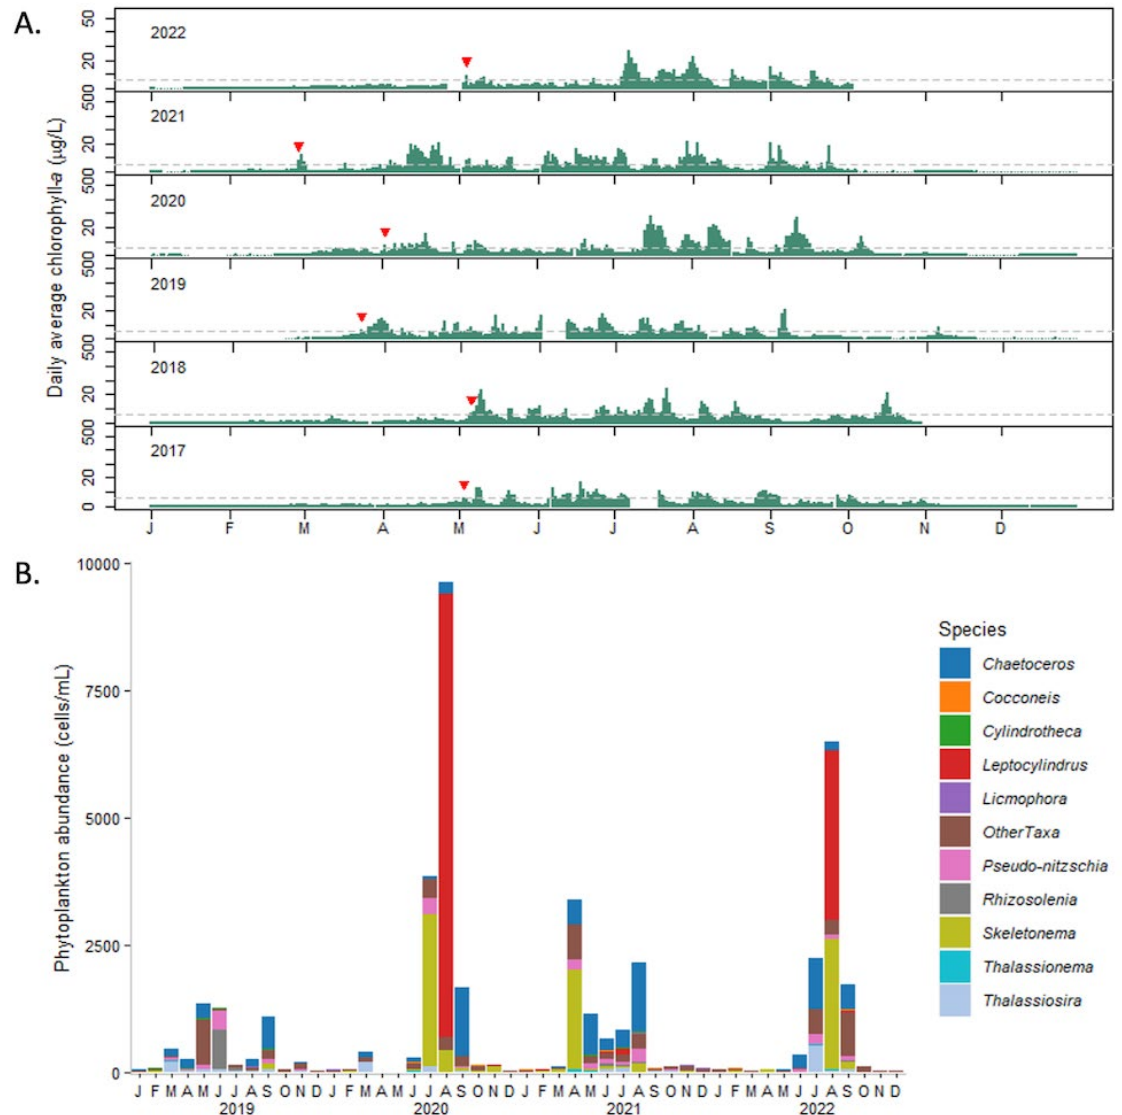 A.
Daily average chlorophyll-a (µg/L)
50
20
2022
50
20
0
2021
50
20
0
2020
50
20
0
2019
50
20
0
2018
50
20
0
2017
50
20
0
J F M A M J J A S O N D
B.
Phytoplankton abundance (cells/mL)
10000
7500
5000
2500
0
J F M A M J J A S O N D J F M A M J J A S O N D J F M A M J J A S O N D J F M A M J J A S O N D
2019 2020 2021 2022
Species
Chaetoceros
Cocconeis
Cylindrotheca
Leptocylindrus
Licmophora
OtherTaxa
Pseudo-nitzschia
Rhizosolenia
Skeletonema
Thalassionema
Thalassiosira